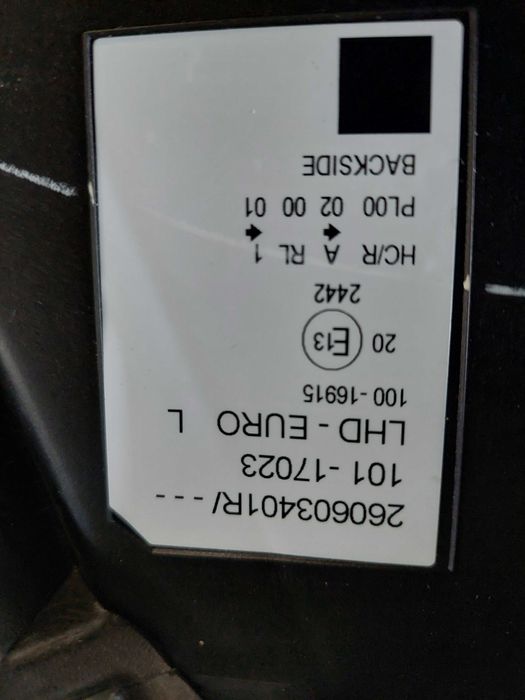 260603401R/ - - -
101 -17023
LHD - EURO L
100 -16915
20 E13
2442
HC/R A RL 1
PL00 02 00 01
BACKSIDE